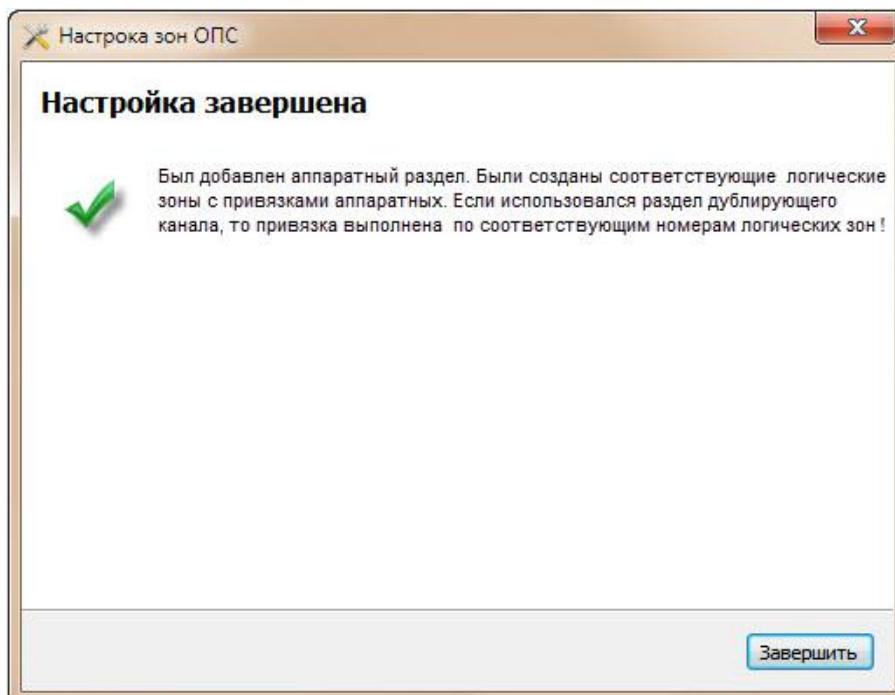 Настрока зон ОПС
Настройка завершена
Был добавлен аппаратный раздел. Были созданы соответствующие логические
зоны с привязками аппаратных. Если использовался раздел дублирующего
канала, то привязка выполнена по соответствующим номерам логических зон !
Завершить